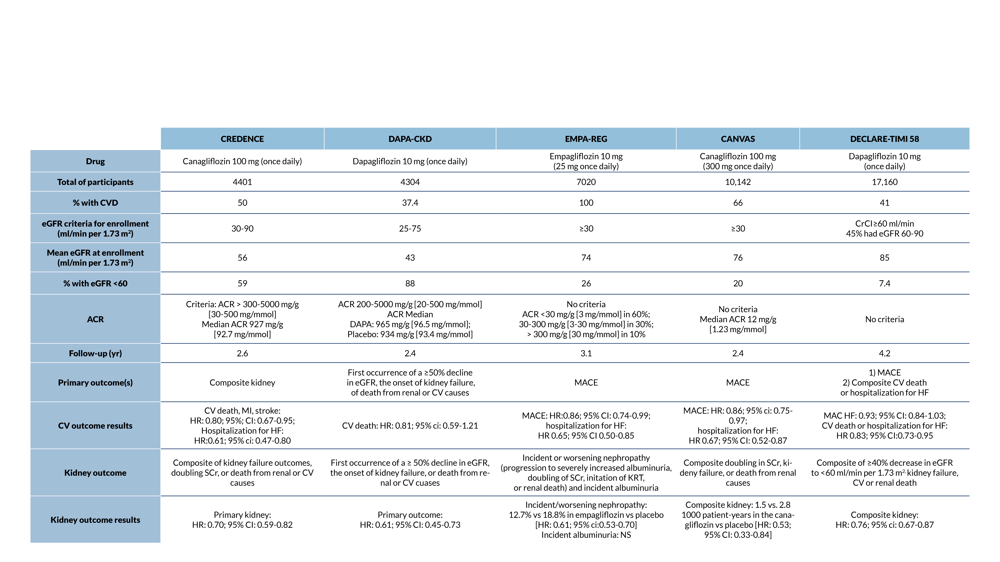 CREDENCE
DAPA-CKD
EMPA-REG
CANVAS
DECLARE-TIMI 58
Drug
Canagliflozin 100 mg (once daily)
Dapagliflozin 10 mg (once daily)
Empagliflozin 10 mg
(25 mg once daily)
Canagliflozin 100 mg
(300 mg once daily)
Dapagliflozin 10 mg
(once daily)
Total of participants
4401
4304
7020
10,142
17,160
% with CVD
50
37.4
100
66
41
eGFR criteria for enrollment
(ml/min per 1.73 m²)
30-90
25-75
≥30
≥30
CrCl ≥60 ml/min
45% had eGFR 60-90
Mean eGFR at enrollment
(ml/min per 1.73 m²)
56
43
74
76
85
% with eGFR <60
59
88
26
20
7.4
ACR
Criteria: ACR > 300-5000 mg/g
[30-500 mg/mmol]
Median ACR 927 mg/g
[92.7 mg/mmol]
ACR 200-5000 mg/g [20-500 mg/mmol]
ACR Median
DAPA: 965 mg/g [96.5 mg/mmol];
Placebo: 934 mg/g [93.4 mg/mmol]
No criteria
ACR <30 mg/g [3 mg/mmol] in 60%;
30-300 mg/g [3-30 mg/mmol] in 30%;
> 300 mg/g [30 mg/mmol] in 10%
No criteria
Median ACR 12 mg/g
[1.23 mg/mmol]
No criteria
Follow-up (yr)
2.6
2.4
3.1
2.4
4.2
Primary outcome(s)
Composite kidney
First occurrence of a ≥50% decline
in eGFR, the onset of kidney failure,
of death from renal or CV causes
MACE
MACE
1) MACE
2) Composite CV death
or hospitalization for HF
CV outcome results
CV death, MI, stroke:
HR: 0.80; 95%; CI: 0.67-0.95;
Hospitalization for HF:
HR:0.61; 95% ci: 0.47-0.80
CV death: HR: 0.81; 95% ci: 0.59-1.21
MACE: HR:0.86; 95% CI: 0.74-0.99;
hospitalization for HF:
HR 0.65; 95% CI 0.50-0.85
MACE: HR: 0.86; 95% ci: 0.75-
0.97;
hospitalization for HF:
HR 0.67; 95% CI: 0.52-0.87
MAC HF: 0.93; 95% CI: 0.84-1.03;
CV death or hospitalization for HF:
HR 0.83; 95% CI:0.73-0.95
Kidney outcome
Composite of kidney failure outcomes,
doubling SCr, or death from renal or CV
causes
First occurrence of a ≥ 50% decline in eGFR,
the onset of kidney failure, or death from re-
nal or CV cuases
Incident or worsening nephropathy
(progression to severely increased albuminuria,
doubling of SCr, initation of KRT,
or renal death) and incident albuminuria
Composite doubling in SCr, ki-
deny failure, or death from renal
causes
Composite of ≥40% decrease in eGFR
to <60 ml/min per 1.73 m², kidney failure,
CV or renal death
Kidney outcome results
Primary kidney:
HR: 0.70; 95% CI: 0.59-0.82
Primary outcome:
HR: 0.61; 95% CI: 0.45-0.73
Incident/worsening nephropathy:
12.7% vs 18.8% in empagliflozin vs placebo
[HR: 0.61; 95% ci:0.53-0.70]
Incident albuminuria: NS
Composite kidney: 1.5 vs. 2.8
1000 patient-years in the cana-
gliflozin vs placebo [HR: 0.53;
95% CI: 0.33-0.84]
Composite kidney:
HR: 0.76; 95% ci: 0.67-0.87